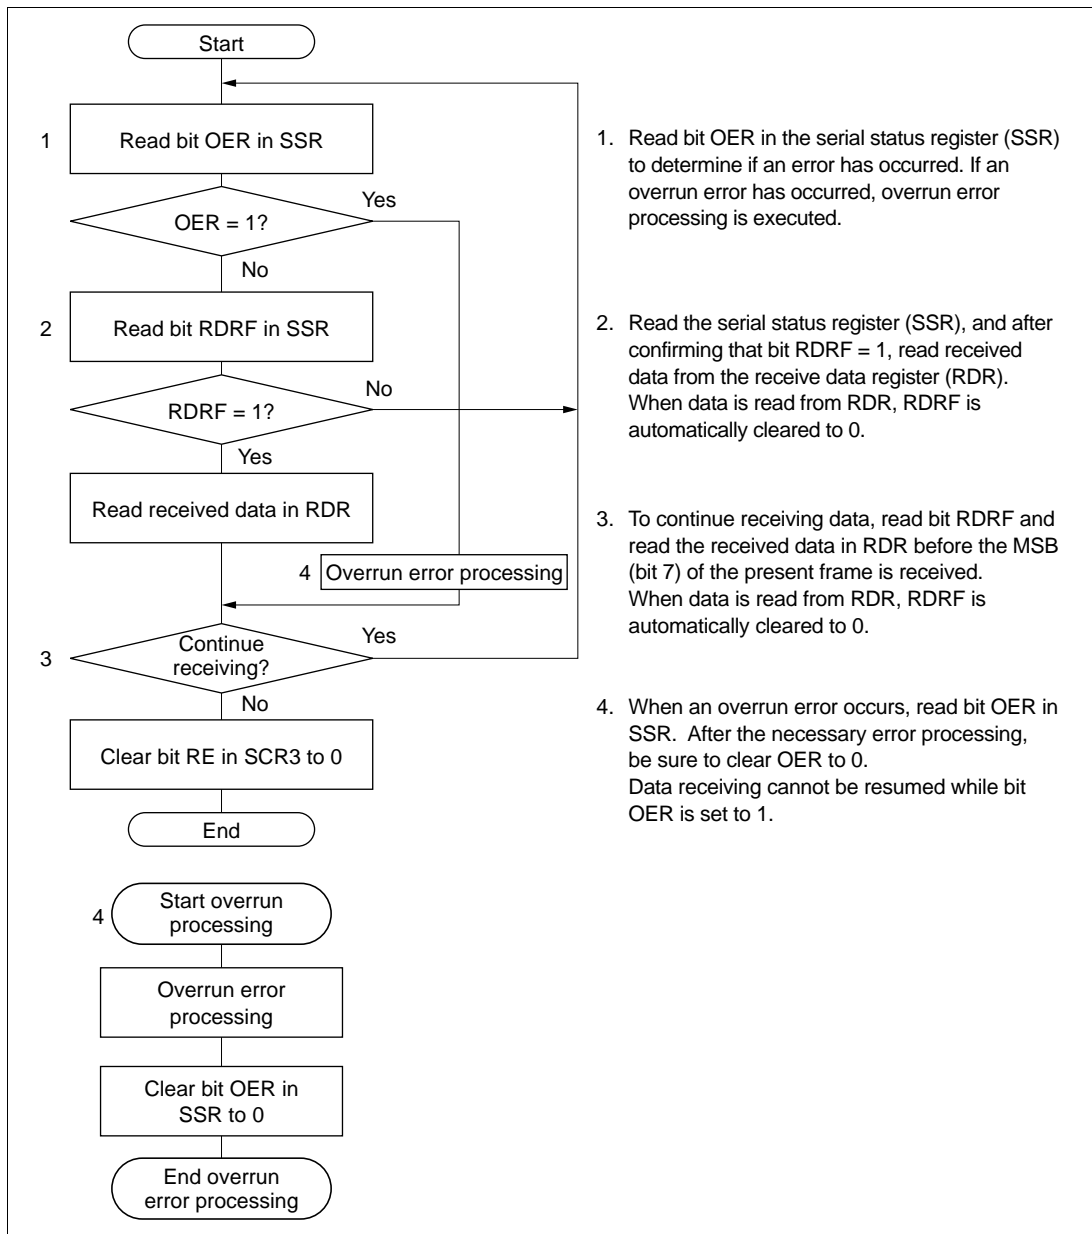 Start
1
Read bit OER in SSR
Yes
OER = 1?
No
2
Read bit RDRF in SSR
No
RDRF = 1?
Yes
Read received data in RDR
4 Overrun error processing
Yes
Continue
receiving?
3
No
Clear bit RE in SCR3 to 0
End
4
Start overrun
processing
Overrun error
processing
Clear bit OER in
SSR to 0
End overrun
error processing
1. Read bit OER in the serial status register (SSR)
to determine if an error has occurred. If an
overrun error has occurred, overrun error
processing is executed.
2. Read the serial status register (SSR), and after
confirming that bit RDRF = 1, read received
data from the receive data register (RDR).
When data is read from RDR, RDRF is
automatically cleared to 0.
3. To continue receiving data, read bit RDRF and
read the received data in RDR before the MSB
(bit 7) of the present frame is received.
When data is read from RDR, RDRF is
automatically cleared to 0.
4. When an overrun error occurs, read bit OER in
SSR. After the necessary error processing,
be sure to clear OER to 0.
Data receiving cannot be resumed while bit
OER is set to 1.